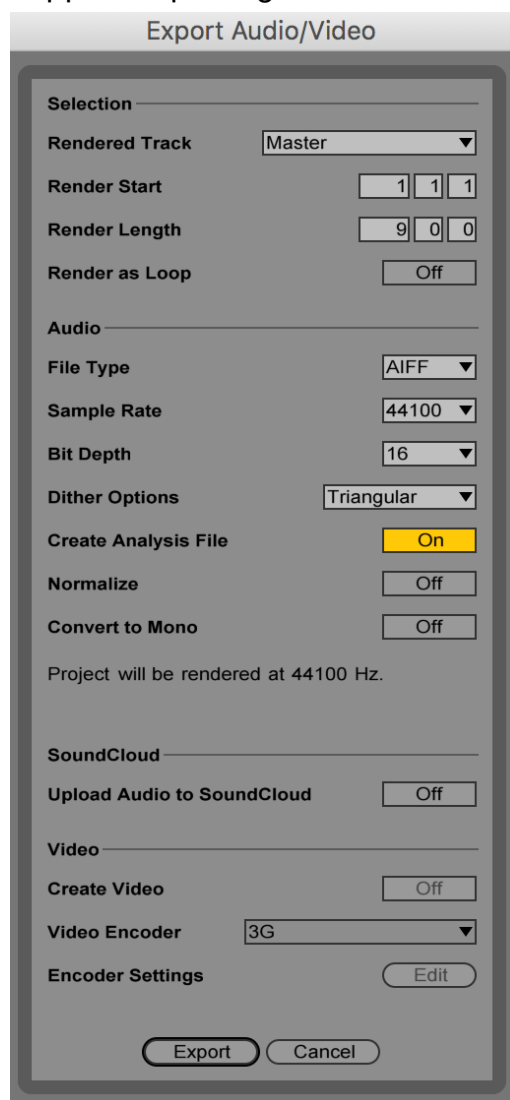 Export Audio/Video
Selection
Rendered Track Master
Render Start 1 1 1
Render Length 9 0 0
Render as Loop Off
Audio
File Type AIFF
Sample Rate 44100
Bit Depth 16
Dither Options Triangular
Create Analysis File On
Normalize Off
Convert to Mono Off
Project will be rendered at 44100 Hz.
SoundCloud
Upload Audio to SoundCloud Off
Video
Create Video Off
Video Encoder 3G
Encoder Settings Edit
Export Cancel